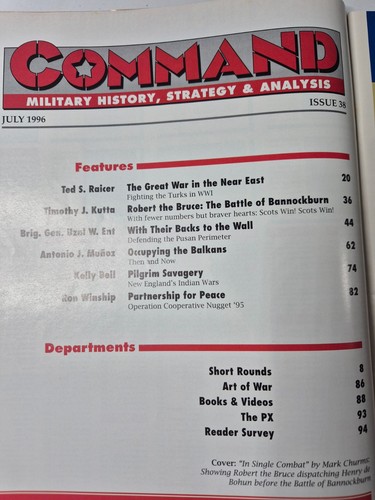 COMMAND
MILITARY HISTORY, STRATEGY & ANALYSIS
JULY 1996
ISSUE 38
Features
Ted S. Raicer The Great War in the Near East 20
Fighting the Turks in WWI
Timothy J. Kutta Robert the Bruce: The Battle of Bannockburn 36
With fewer numbers but braver hearts: Scots Win! Scots Win!
Brig. Gen. Uzal W. Ent With Their Backs to the Wall 44
Defending the Pusan Perimeter
Antonio J. Muñoz Occupying the Balkans 62
Then and Now
Kelly Bell Pilgrim Savagery 74
New England's Indian Wars
Ron Winship Partnership for Peace 82
Operation Cooperative Nugget '95
Departments
Short Rounds 8
Art of War 86
Books & Videos 88
The PX 93
Reader Survey 94
Cover: "In Single Combat" by Mark Churms:
Showing Robert the Bruce dispatching Henry de
Bohun before the Battle of Bannockburn